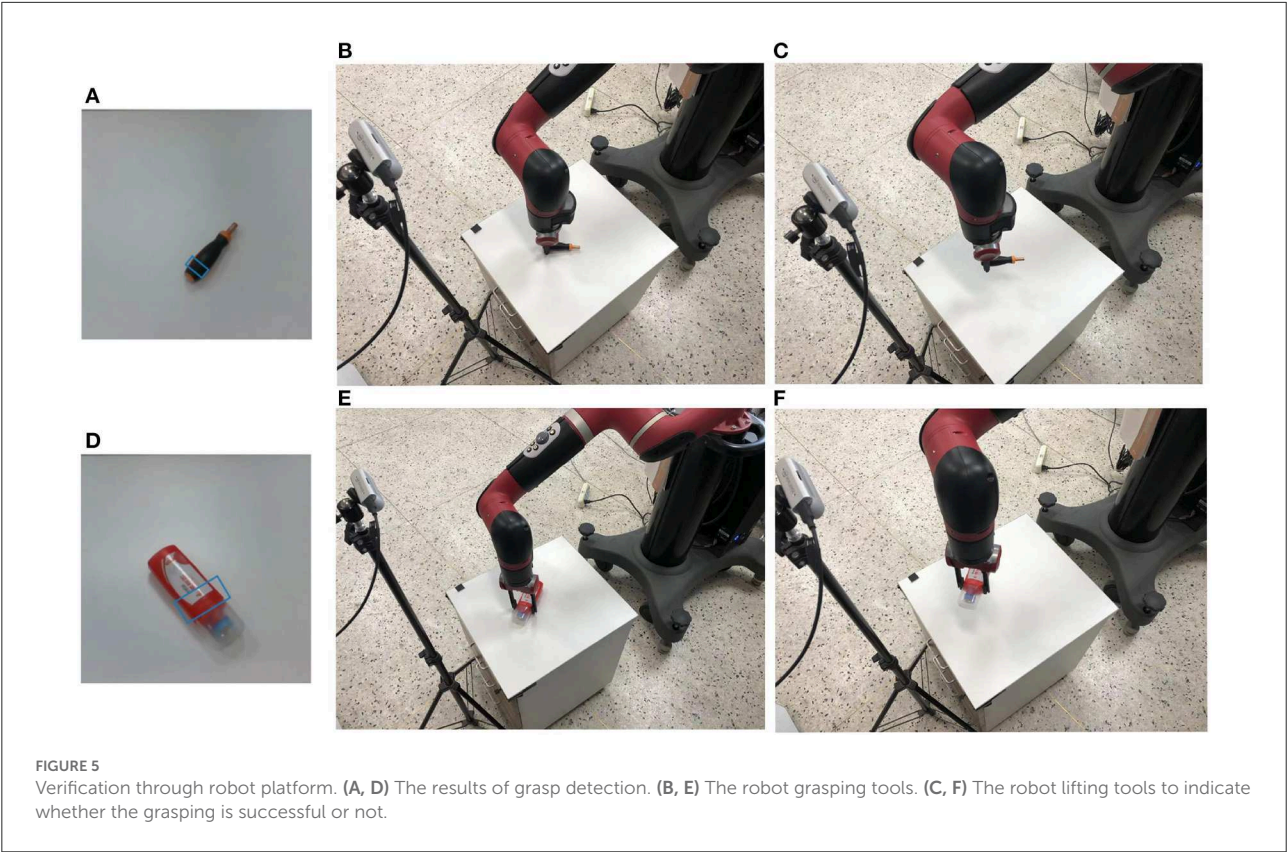 A
B
C
D
E
F
FIGURE 5
Verification through robot platform. (A, D) The results of grasp detection. (B, E) The robot grasping tools. (C, F) The robot lifting tools to indicate
whether the grasping is successful or not.